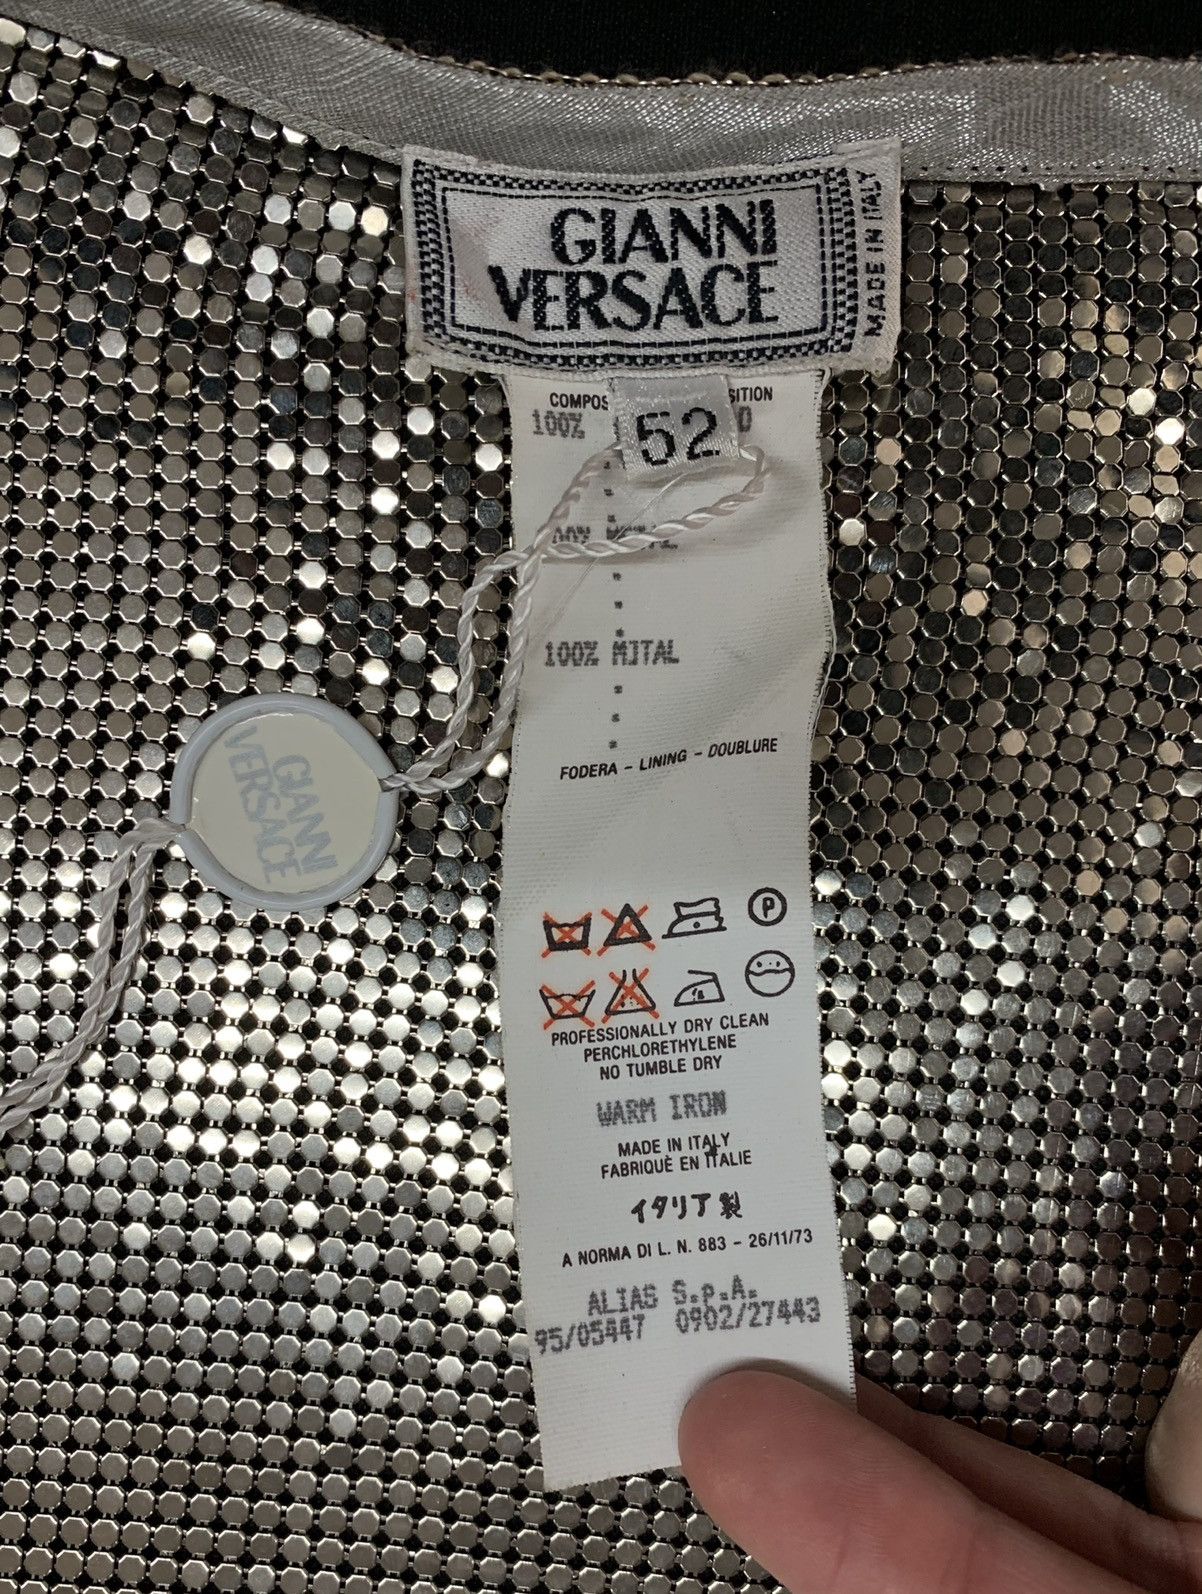 GIANNI
VERSACE
MADE IN ITALY
COMPOS SITION
100%
52
100% MJTAL
FODERA - LINING - DOUBLURE
P
PROFESSIONALLY DRY CLEAN
PERCHLORETHYLENE
NO TUMBLE DRY
WARM IRON
MADE IN ITALY
FABRIQUÈ EN ITALIE
イタリア製
A NORMA DI L. N. 883 - 26/11/73
ALIAS S.p.A.
95/05447 0902/27443
GIANNI
VERSACE